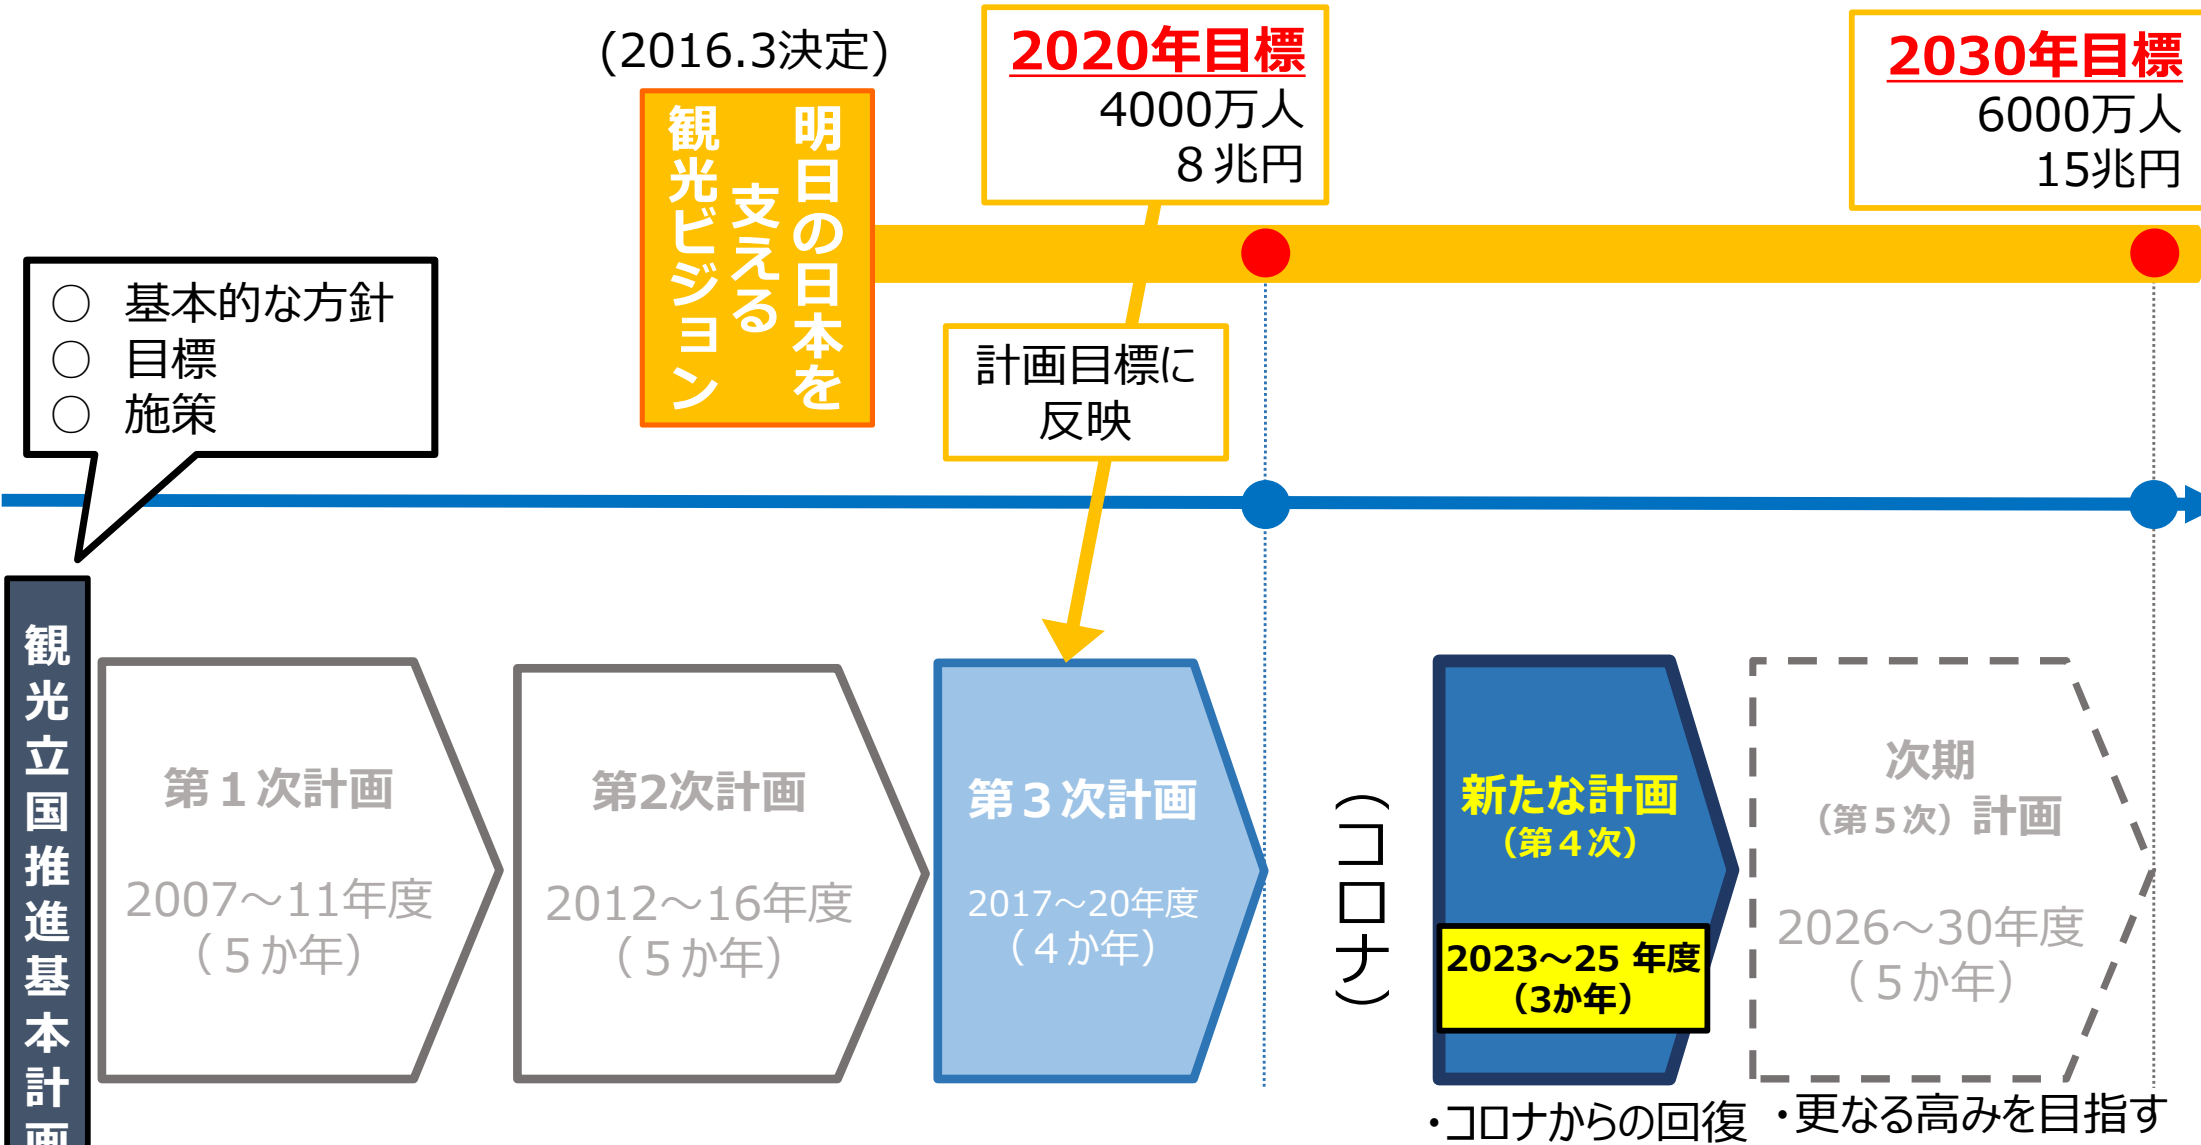 (2016.3決定)
明日の日本を
支える
観光ビジョン
2020年目標
4000万人
８兆円
2030年目標
6000万人
15兆円
○　基本的な方針
○　目標
○　施策
計画目標に
反映
観光立国推進基本計画
第１次計画
2007～11年度
（５か年）
第2次計画
2012～16年度
（５か年）
第３次計画
2017～20年度
（４か年）
（コロナ）
新たな計画
（第４次）
2023～25 年度
（3か年）
・コロナからの回復
次期
（第５次）計画
2026～30年度
（５か年）
・更なる高みを目指す